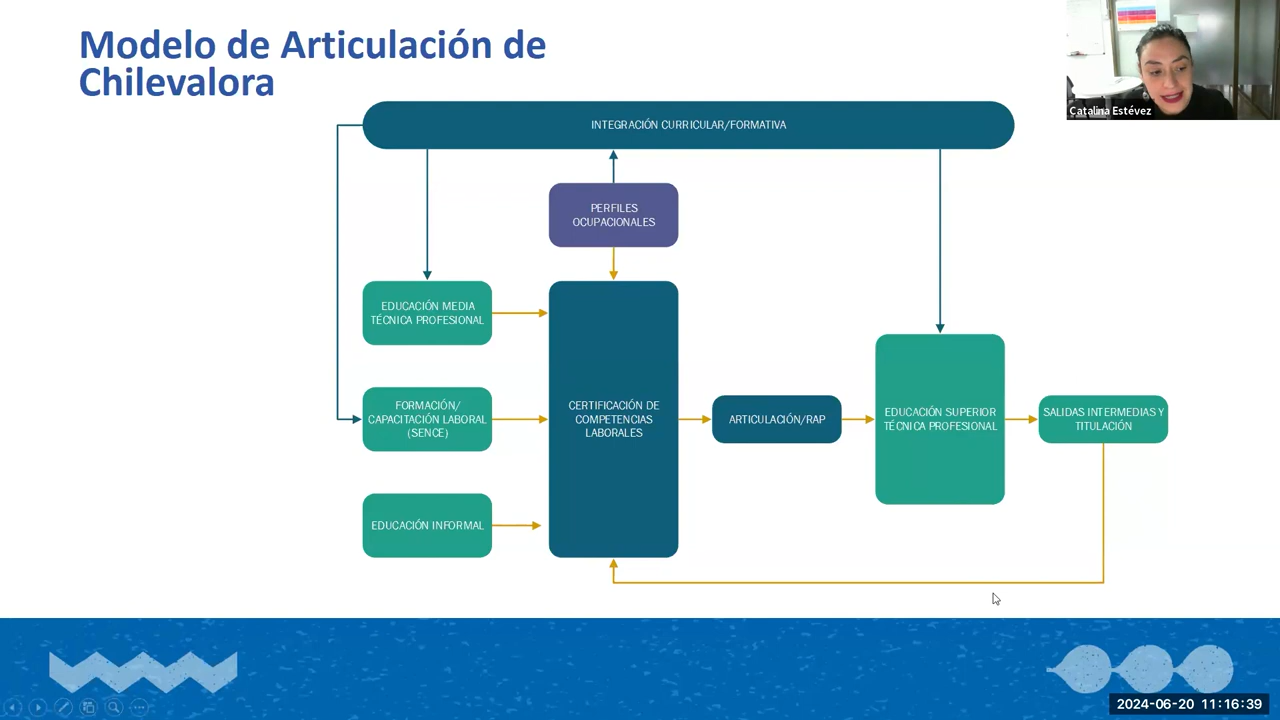 Modelo de Articulación de
Chilevalora
Catalina Estévez
INTEGRACIÓN CURRICULAR/FORMATIVA
PERFILES
OCUPACIONALES
EDUCACIÓN MEDIA
TÉCNICA PROFESIONAL
FORMACIÓN/
CAPACITACIÓN LABORAL
(SENCE)
EDUCACIÓN INFORMAL
CERTIFICACIÓN DE
COMPETENCIAS
LABORALES
ARTICULACIÓN/RAP
EDUCACIÓN SUPERIOR
TÉCNICA PROFESIONAL
SALIDAS INTERMEDIAS Y
TITULACIÓN
2024-06-20 11:16:39